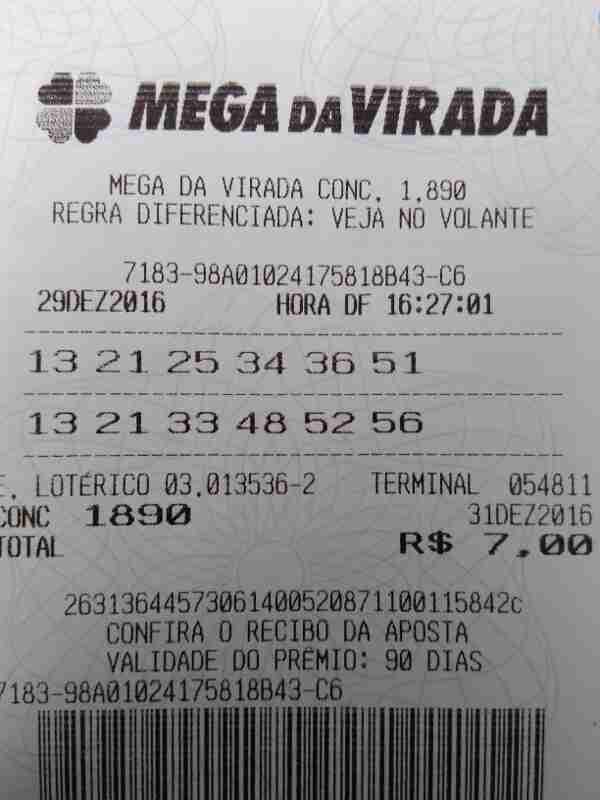 MEGA DA VIRADA
MEGA DA VIRADA CONC. 1.890
REGRA DIFERENCIADA: VEJA NO VOLANTE
7183-98A01024175818B43-C6
29DEZ2016 HORA DF 16:27:01
13 21 25 34 36 51
13 21 33 48 52 56
E. LOTÉRICO 03.013536-2 TERMINAL 054811
CONC 1890 31DEZ2016
TOTAL R$ 7,00
26313644573061400520871100115842c
CONFIRA O RECIBO DA APOSTA
VALIDADE DO PRÊMIO: 90 DIAS
7183-98A01024175818B43-C6